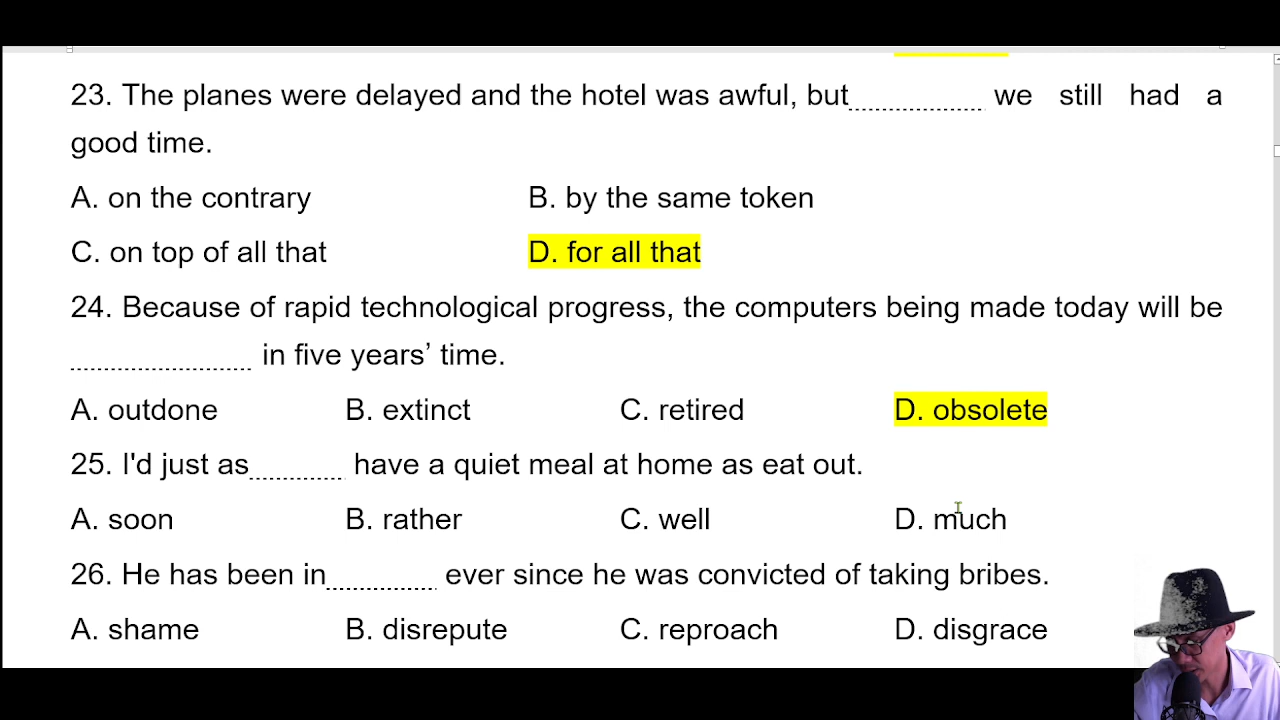 23. The planes were delayed and the hotel was awful, but................ we still had a
good time.
A. on the contrary B. by the same token
C. on top of all that D. for all that
24. Because of rapid technological progress, the computers being made today will be
...................... in five years’ time.
A. outdone B. extinct C. retired D. obsolete
25. I'd just as........... have a quiet meal at home as eat out.
A. soon B. rather C. well D. much
26. He has been in............. ever since he was convicted of taking bribes.
A. shame B. disrepute C. reproach D. disgrace